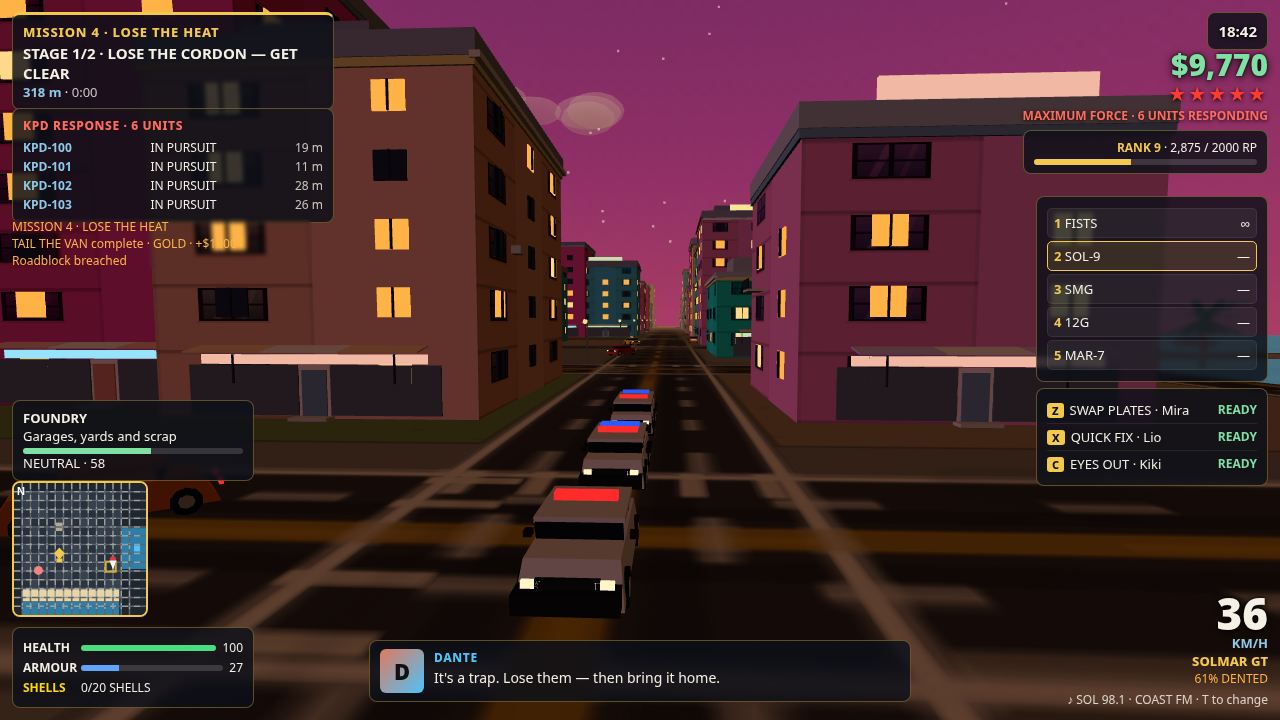 MISSION 4 · LOSE THE HEAT
STAGE 1/2 · LOSE THE CORDON — GET
CLEAR
318 m · 0:00
KPD RESPONSE · 6 UNITS
KPD-100 IN PURSUIT 19 m
KPD-101 IN PURSUIT 11 m
KPD-102 IN PURSUIT 28 m
KPD-103 IN PURSUIT 26 m
MISSION 4 · LOSE THE HEAT
TAIL THE VAN complete · GOLD ·
Roadblock breached
18:42
$9,770
★★★★★
MAXIMUM FORCE · 6 UNITS RESPONDING
RANK 9 · 2,875 / 2000 RP
1 FISTS ∞
2 SOL-9 —
3 SMG —
4 12G —
5 MAR-7 —
Z SWAP PLATES · Mira READY
X QUICK FIX · Lio READY
C EYES OUT · Kiki READY
FOUNDRY
Garages, yards and scrap
NEUTRAL · 58
N
HEALTH 100
ARMOUR 27
SHELLS 0/20 SHELLS
D
DANTE
It's a trap. Lose them — then bring it home.
36
KM/H
SOLMAR GT
61% DENTED
♪ SOL 98.1 · COAST FM · T to change